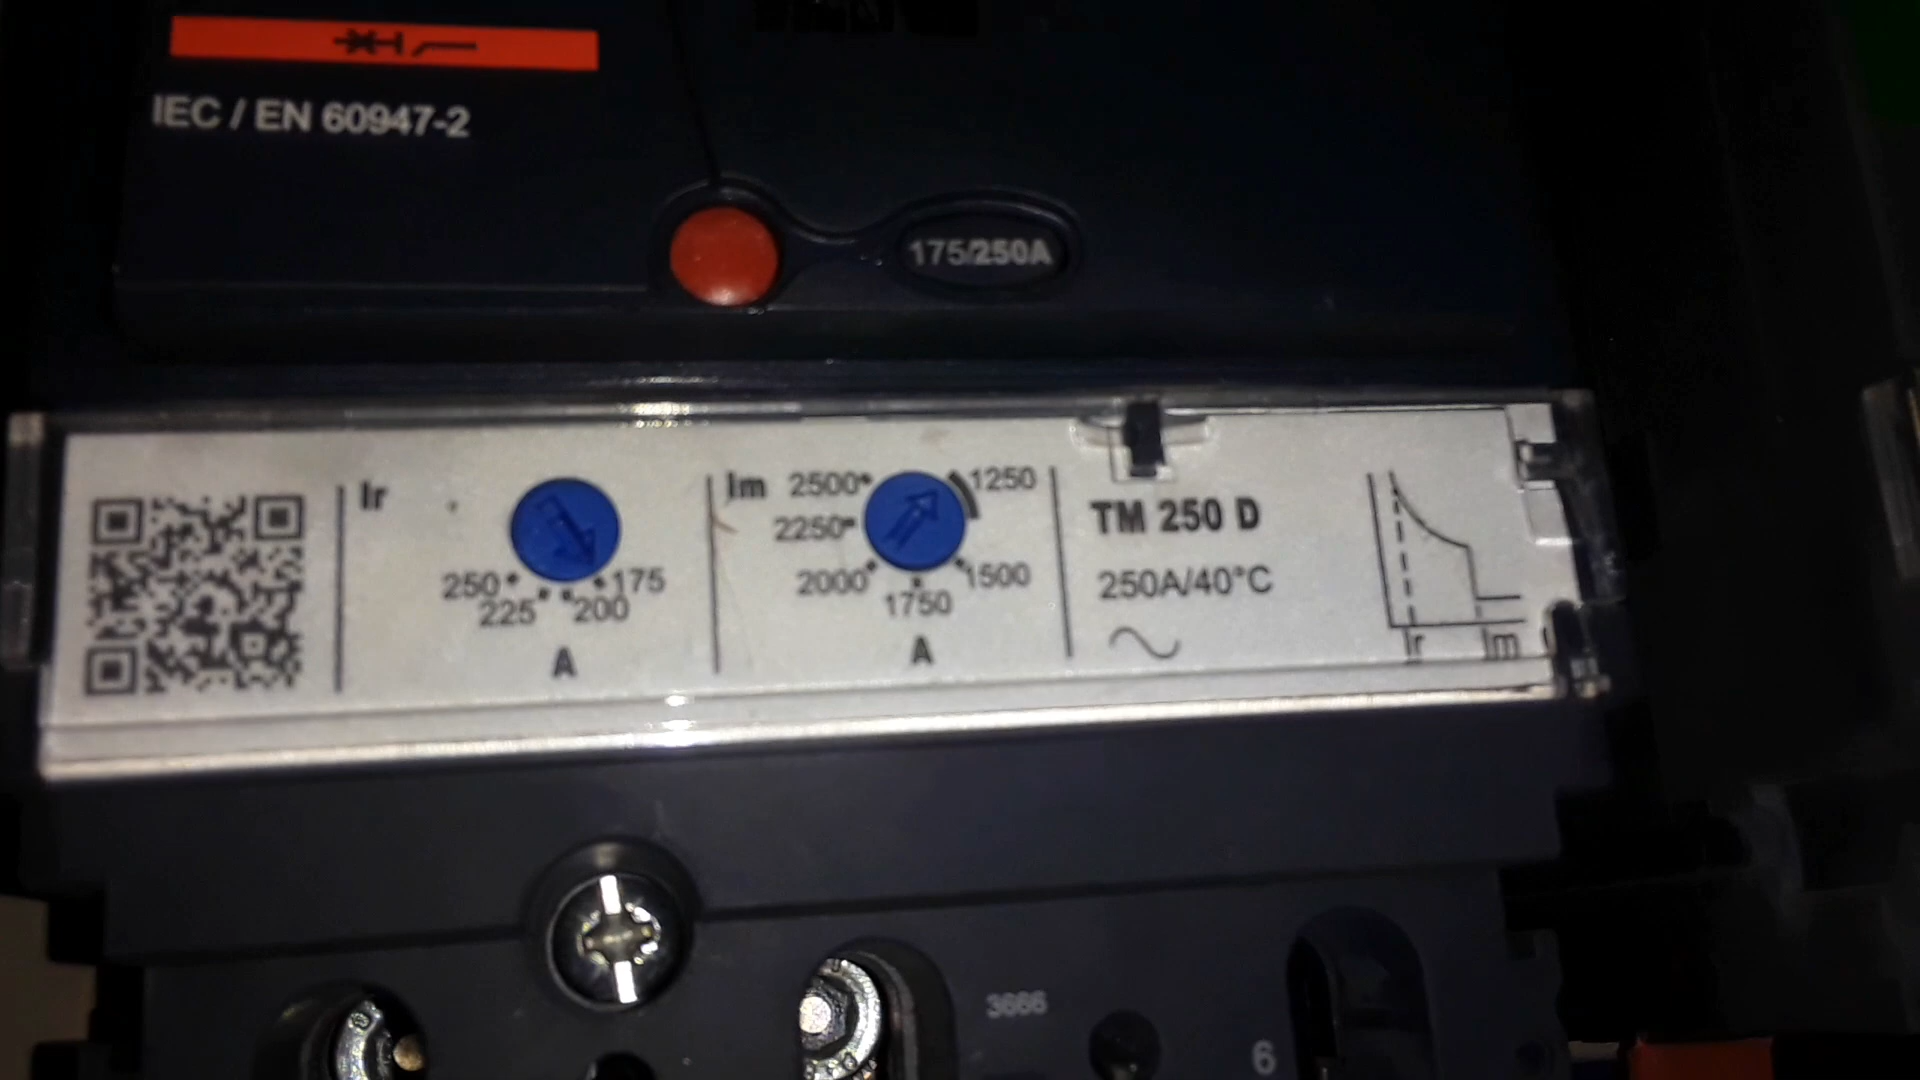 IEC / EN 60947-2
175/250A
Ir
250
225
200
175
A
Im
2500
2250
2000
1750
1500
1250
A
TM 250 D
250A/40°C
Ir
Im
3666
6